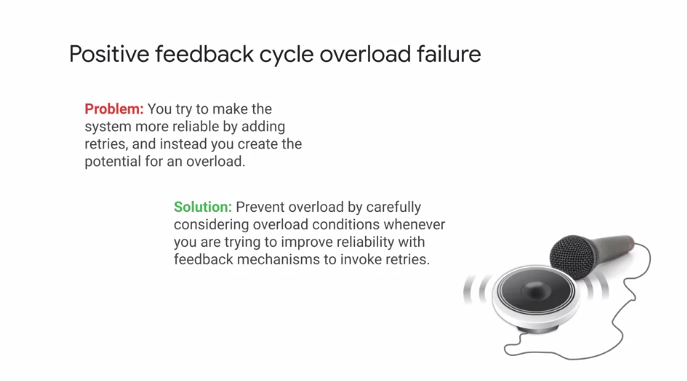 Positive feedback cycle overload failure
Problem: You try to make the
system more reliable by adding
retries, and instead you create the
potential for an overload.
Solution: Prevent overload by carefully
considering overload conditions whenever
you are trying to improve reliability with
feedback mechanisms to invoke retries.